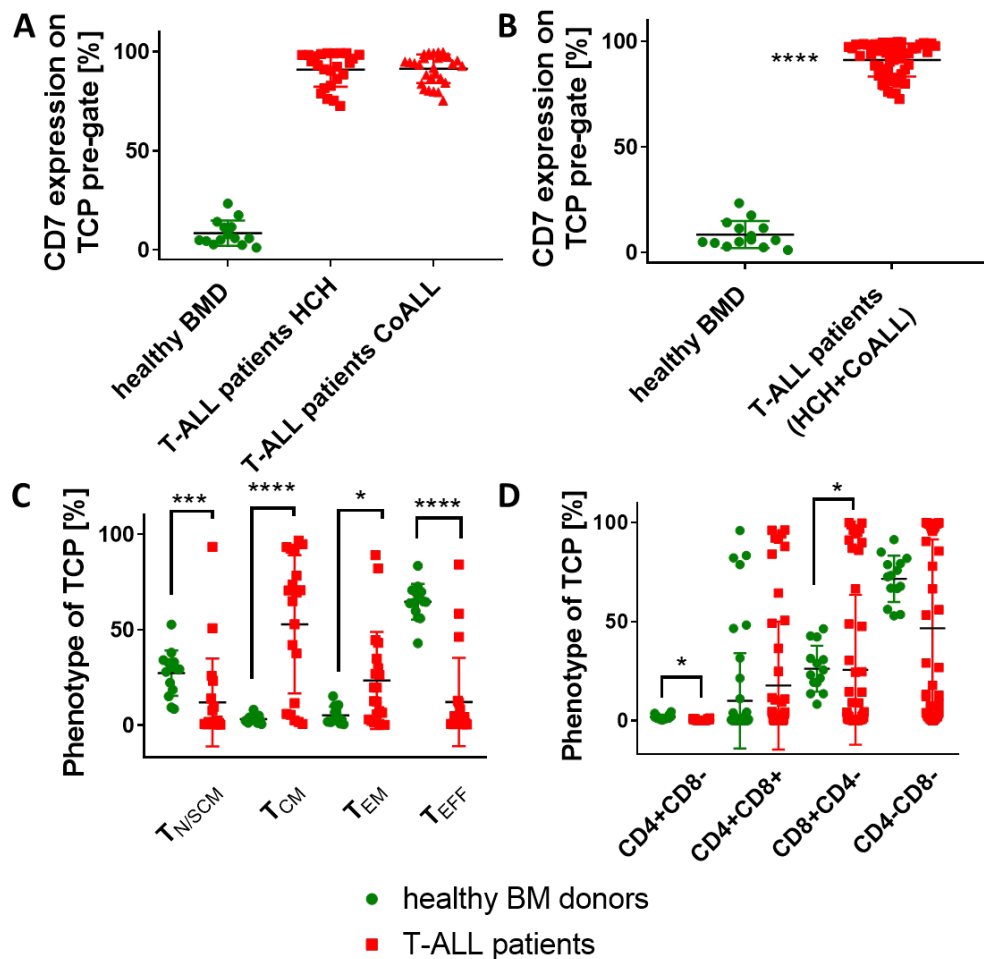 A
CD7 expression on
TCP pre-gate [%]
100
50
0
healthy BMD
T-ALL patients HCH
T-ALL patients CoALL
B
CD7 expression on
TCP pre-gate [%]
100
50
0
****
healthy BMD
T-ALL patients
(HCH+CoALL)
C
Phenotype of TCP [%]
100
50
0
***
****
*
****
TN/SCM
TCM
TEM
TEFF
D
Phenotype of TCP [%]
100
50
0
*
*
CD4+CD8-
CD4+CD8+
CD8+CD4-
CD4-CD8-
healthy BM donors
T-ALL patients